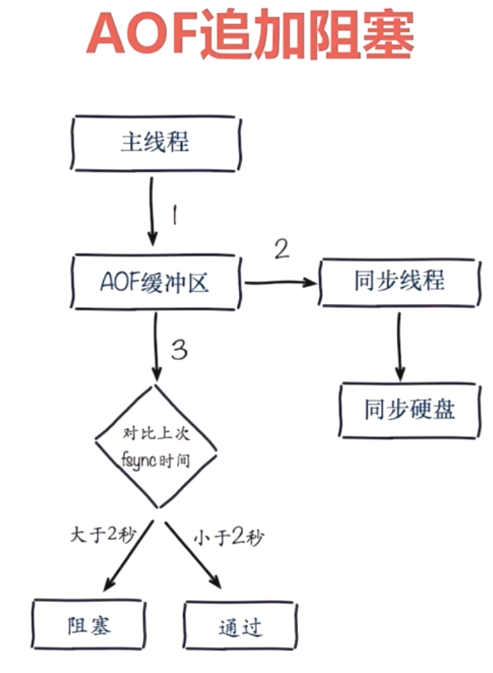 AOF追加阻塞
主线程
1
AOF缓冲区
2
同步线程
3
同步硬盘
对比上次
fsync时间
大于2秒
小于2秒
阻塞
通过